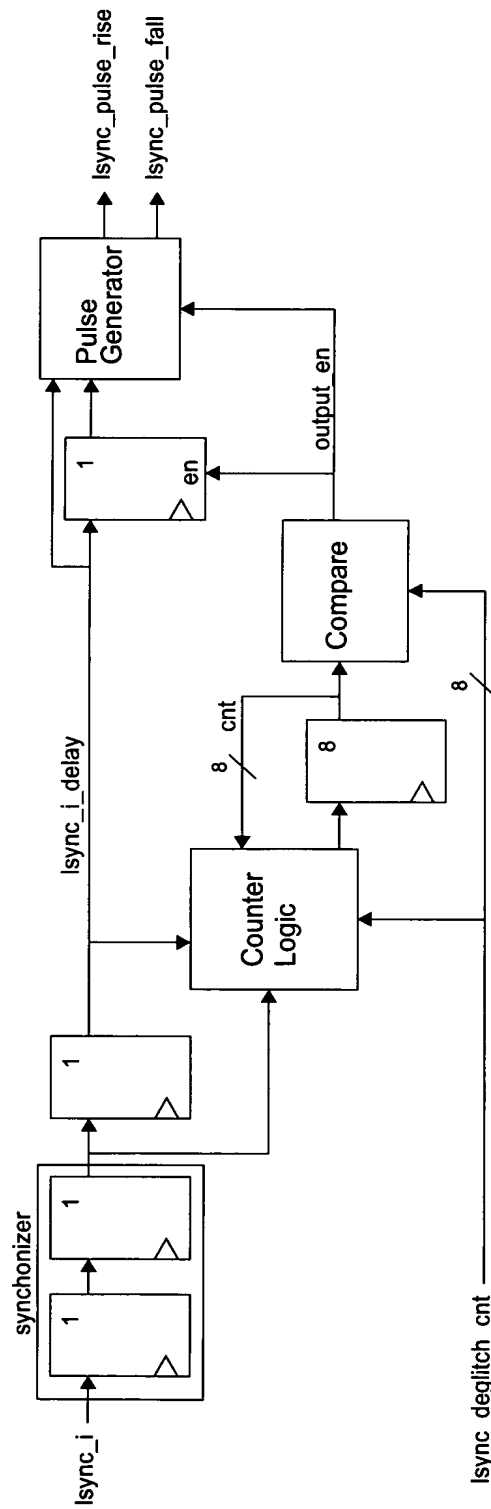 synchonizer
lsync_i
1
1
1
lsync_i_delay
1
en
Pulse
Generator
lsync_pulse_rise
lsync_pulse_fall
Counter
Logic
8
cnt
8
Compare
output_en
8
lsync_deglitch_cnt